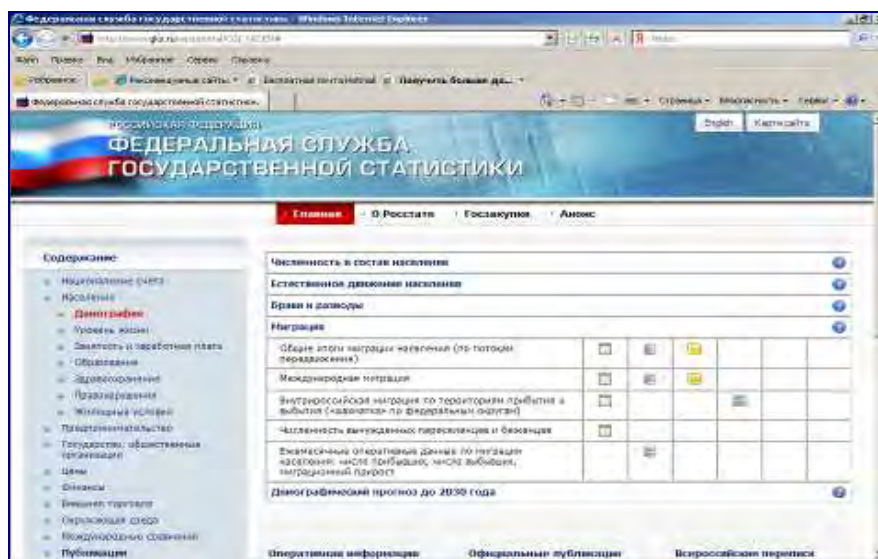 Федеральная служба государственной статистики - Windows Internet Explorer
Файл Правка Вид Избранное Сервис Справка
Избранное Рекомендуемые сайты Бесплатная почта Hotmail Получить больше до...
Федеральная служба государственной статистики
Страница Безопасность Сервис
РОССИЙСКАЯ ФЕДЕРАЦИЯ
English Карта сайта
ФЕДЕРАЛЬНАЯ СЛУЖБА
ГОСУДАРСТВЕННОЙ СТАТИСТИКИ
Главная О Росстате Госзакупки Анонс
Содержание
Национальные счета
Население
Демография
Уровень жизни
Занятость и заработная плата
Образование
Здравоохранение
Правонарушения
Жилищные условия
Предпринимательство
Государство, общественные
организации
Цены
Финансы
Внешняя торговля
Окружающая среда
Международные сравнения
Публикации
Численность и состав населения
Естественное движение населения
Браки и разводы
Миграция
Общие итоги миграции населения (по потокам
передвижения)
Международная миграция
Внутрироссийская миграция по территориям прибытия и
выбытия («шахматка» по федеральным округам)
Численность вынужденных переселенцев и беженцев
Ежемесячные оперативные данные по миграции
населения: число прибывших, число выбывших,
миграционный прирост
Демографический прогноз до 2030 года
Оперативная информация Официальные публикации Всероссийские переписи